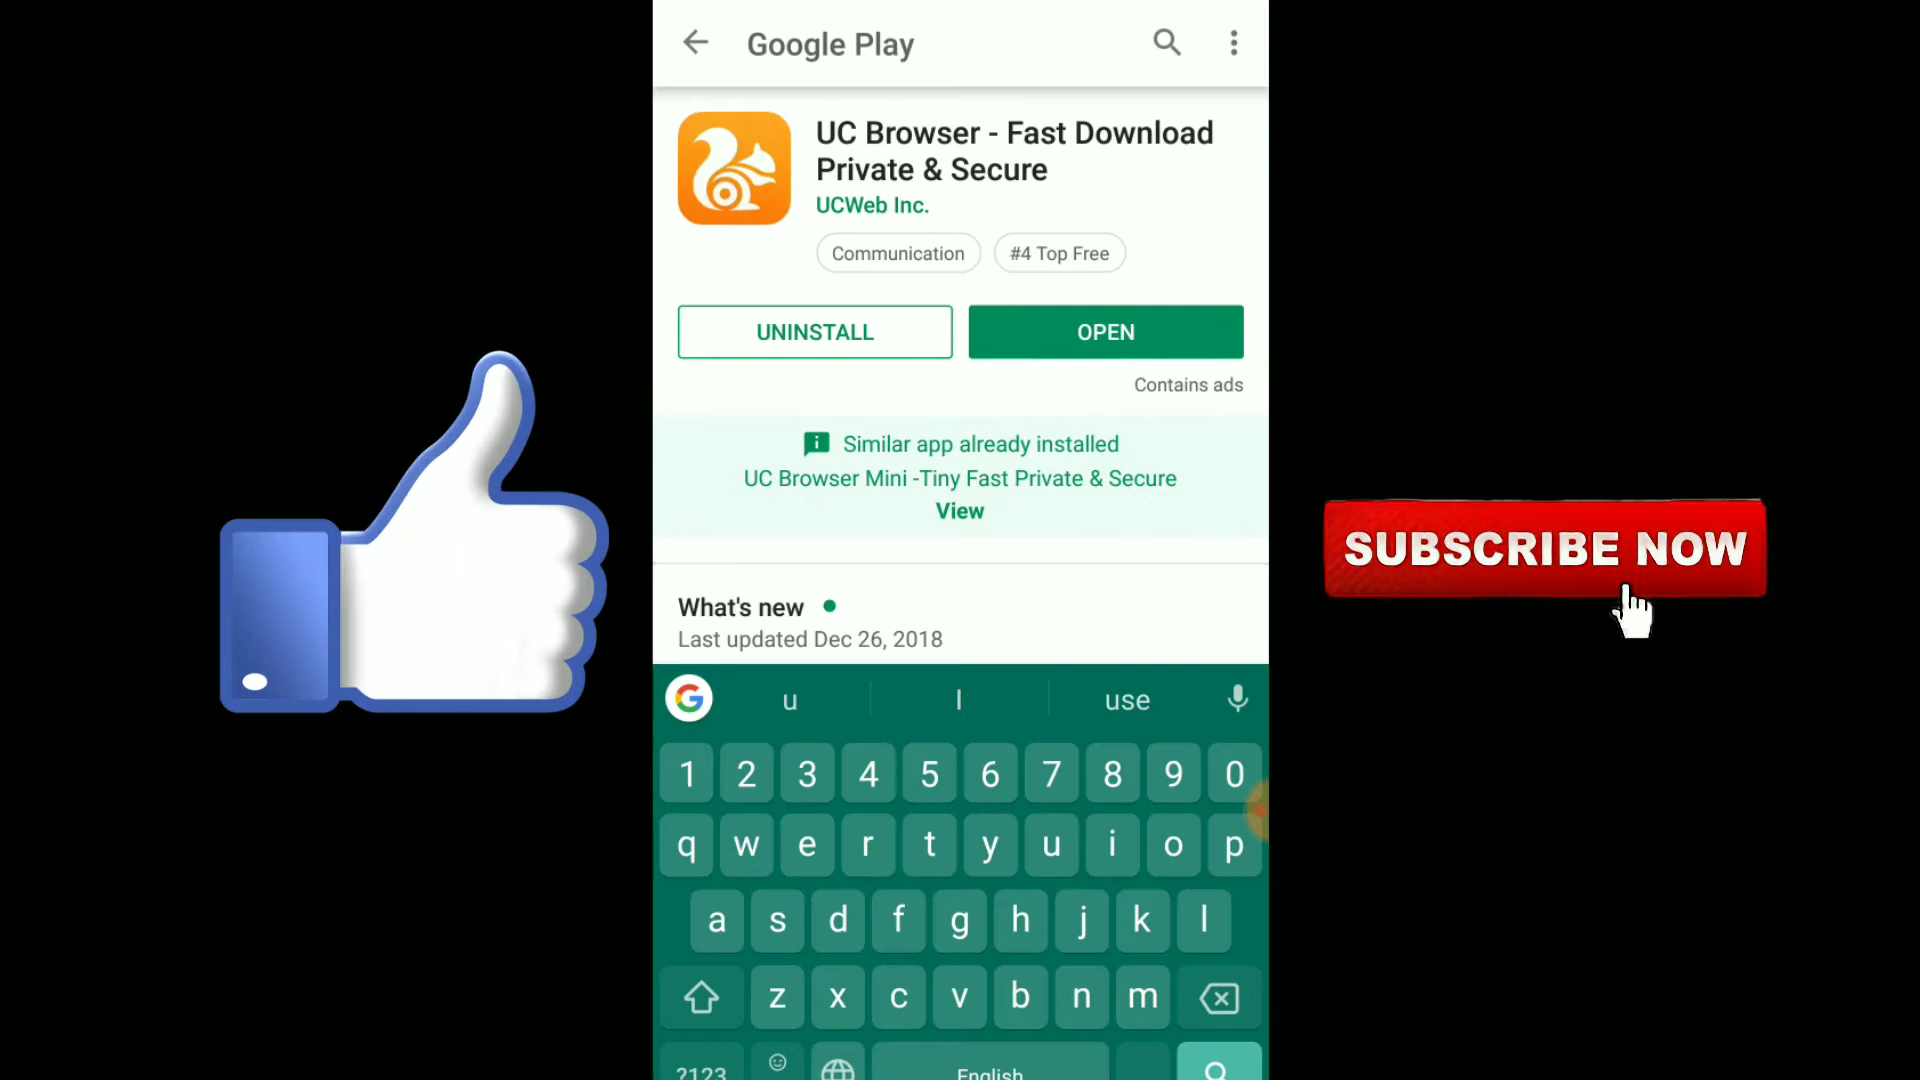 Google Play
UC Browser - Fast Download
Private & Secure
UCWeb Inc.
Communication
#4 Top Free
UNINSTALL
OPEN
Contains ads
Similar app already installed
UC Browser Mini -Tiny Fast Private & Secure
View
What's new
Last updated Dec 26, 2018
SUBSCRIBE NOW
G u I use
1 2 3 4 5 6 7 8 9 0
q w e r t y u i o p
a s d f g h j k l
z x c v b n m
?123 English